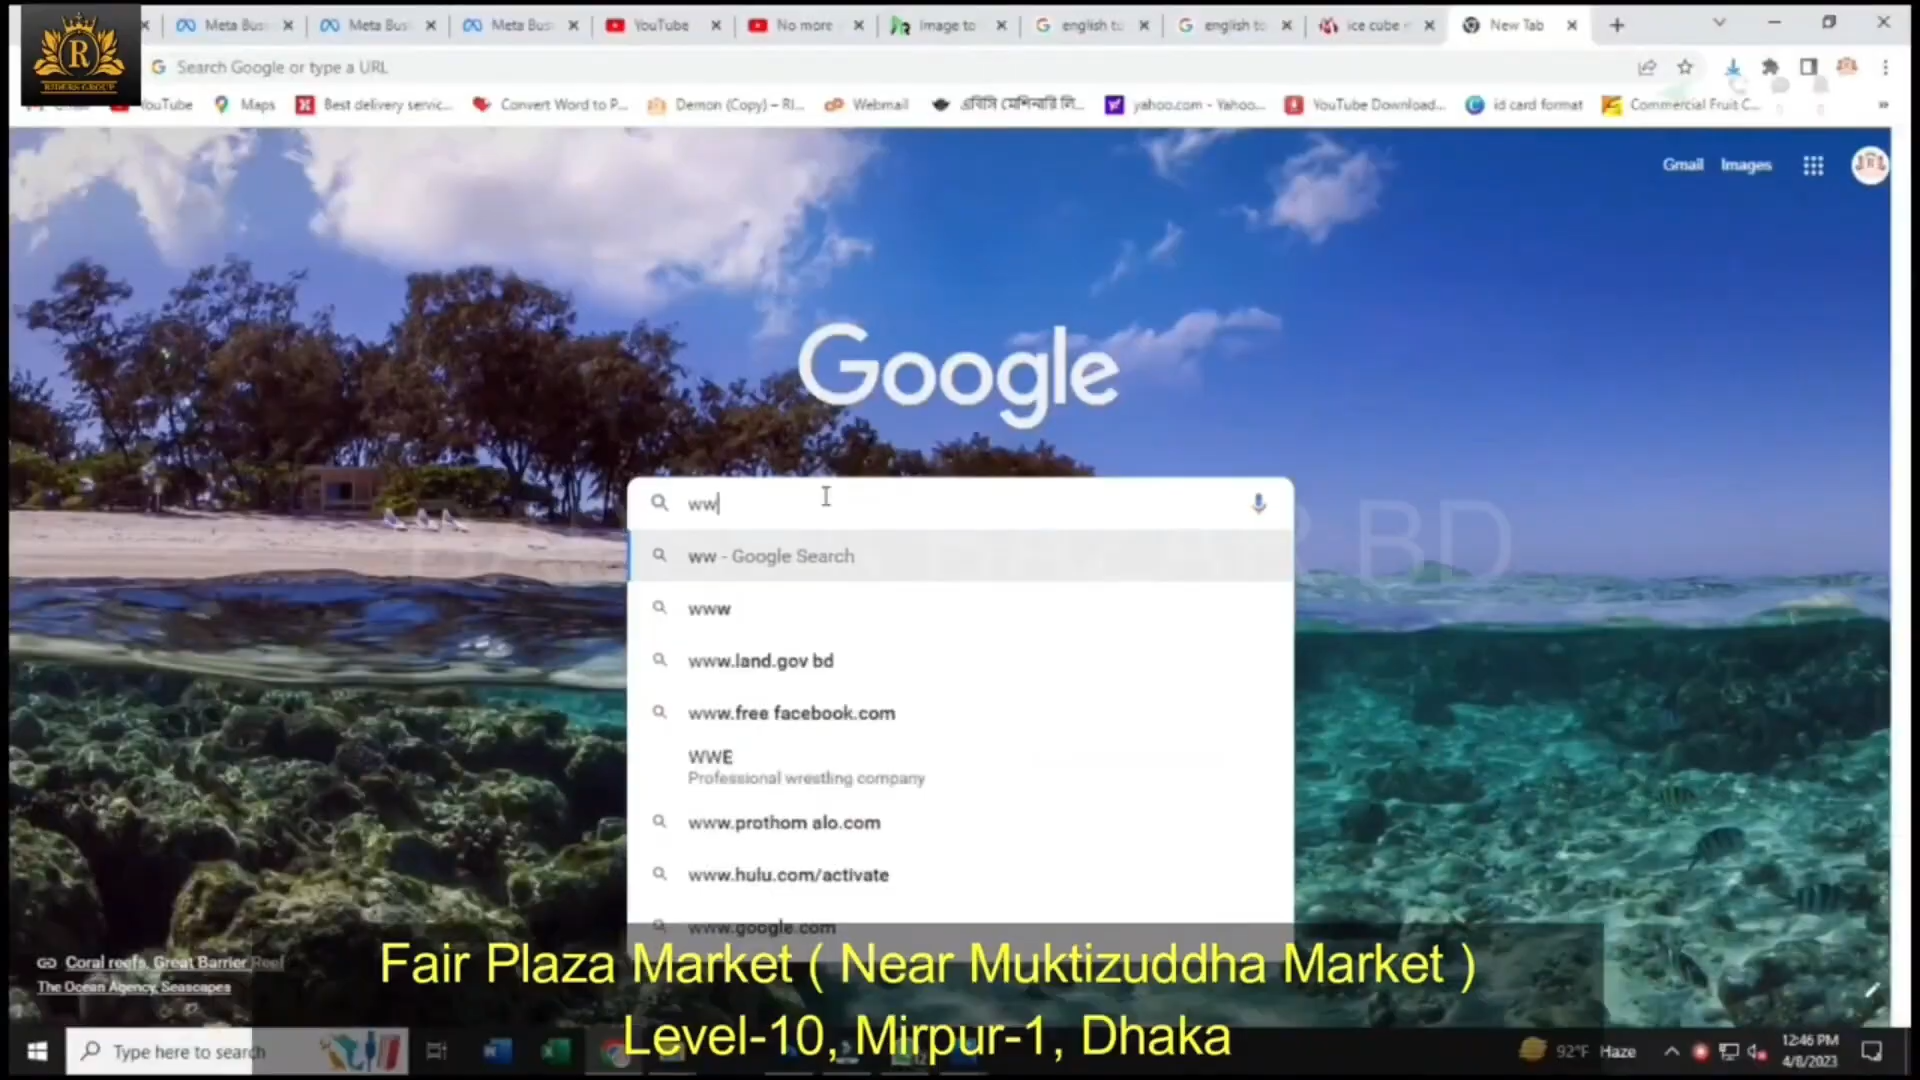 R
RIDERS GROUP
Meta Bus
Meta Bus
Meta Bus
YouTube
No more
Image to
english to
english to
ice cube
New Tab
Search Google or type a URL
Gmail
YouTube
Maps
Best delivery servic...
Convert Word to P...
Demon (Copy) – RI...
Webmail
এবিসি মেশিনারি লি...
yahoo.com - Yahoo...
YouTube Download...
id card format
Commercial Fruit C...
Gmail
Images
Google
ww
ww - Google Search
www
www.land.gov bd
www.free facebook.com
WWE
Professional wrestling company
www.prothom alo.com
www.hulu.com/activate
www.google.com
BD
Coral reefs, Great Barrier Reef
The Ocean Agency, Seascapes
Fair Plaza Market ( Near Muktizuddha Market )
Level-10, Mirpur-1, Dhaka
Type here to search
92°F Haze
12:46 PM
4/8/2023